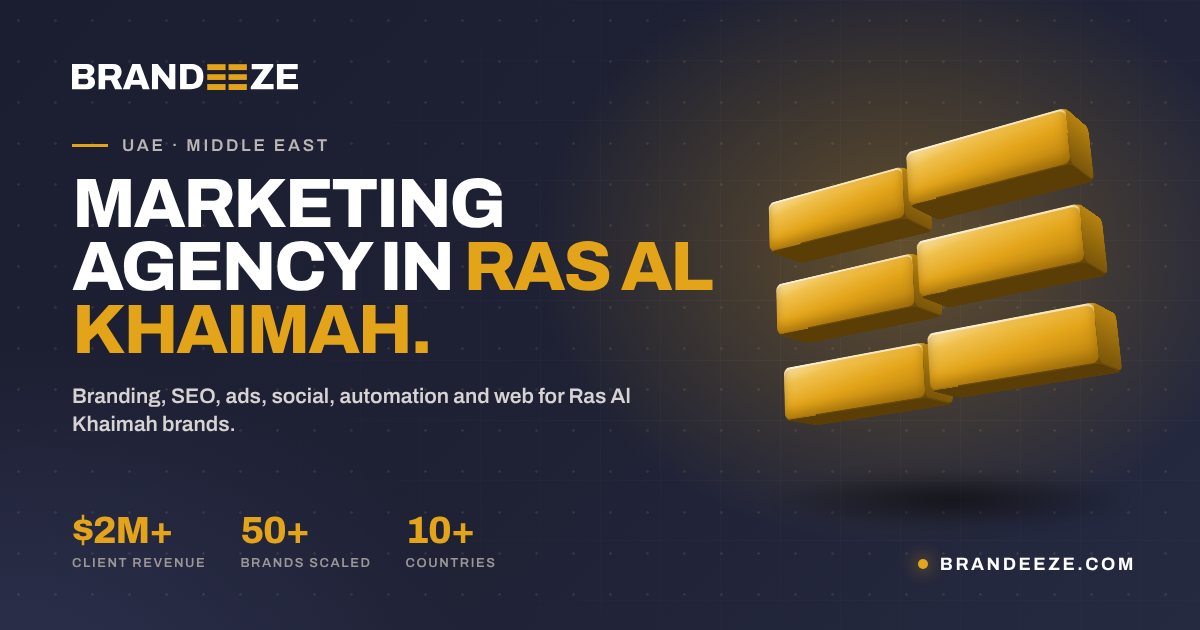 BRANDEEZE
UAE · MIDDLE EAST
MARKETING
AGENCY IN RAS AL
KHAIMAH.
Branding, SEO, ads, social, automation and web for Ras Al
Khaimah brands.
$2M+ 50+ 10+
CLIENT REVENUE BRANDS SCALED COUNTRIES
BRANDEEZE.COM